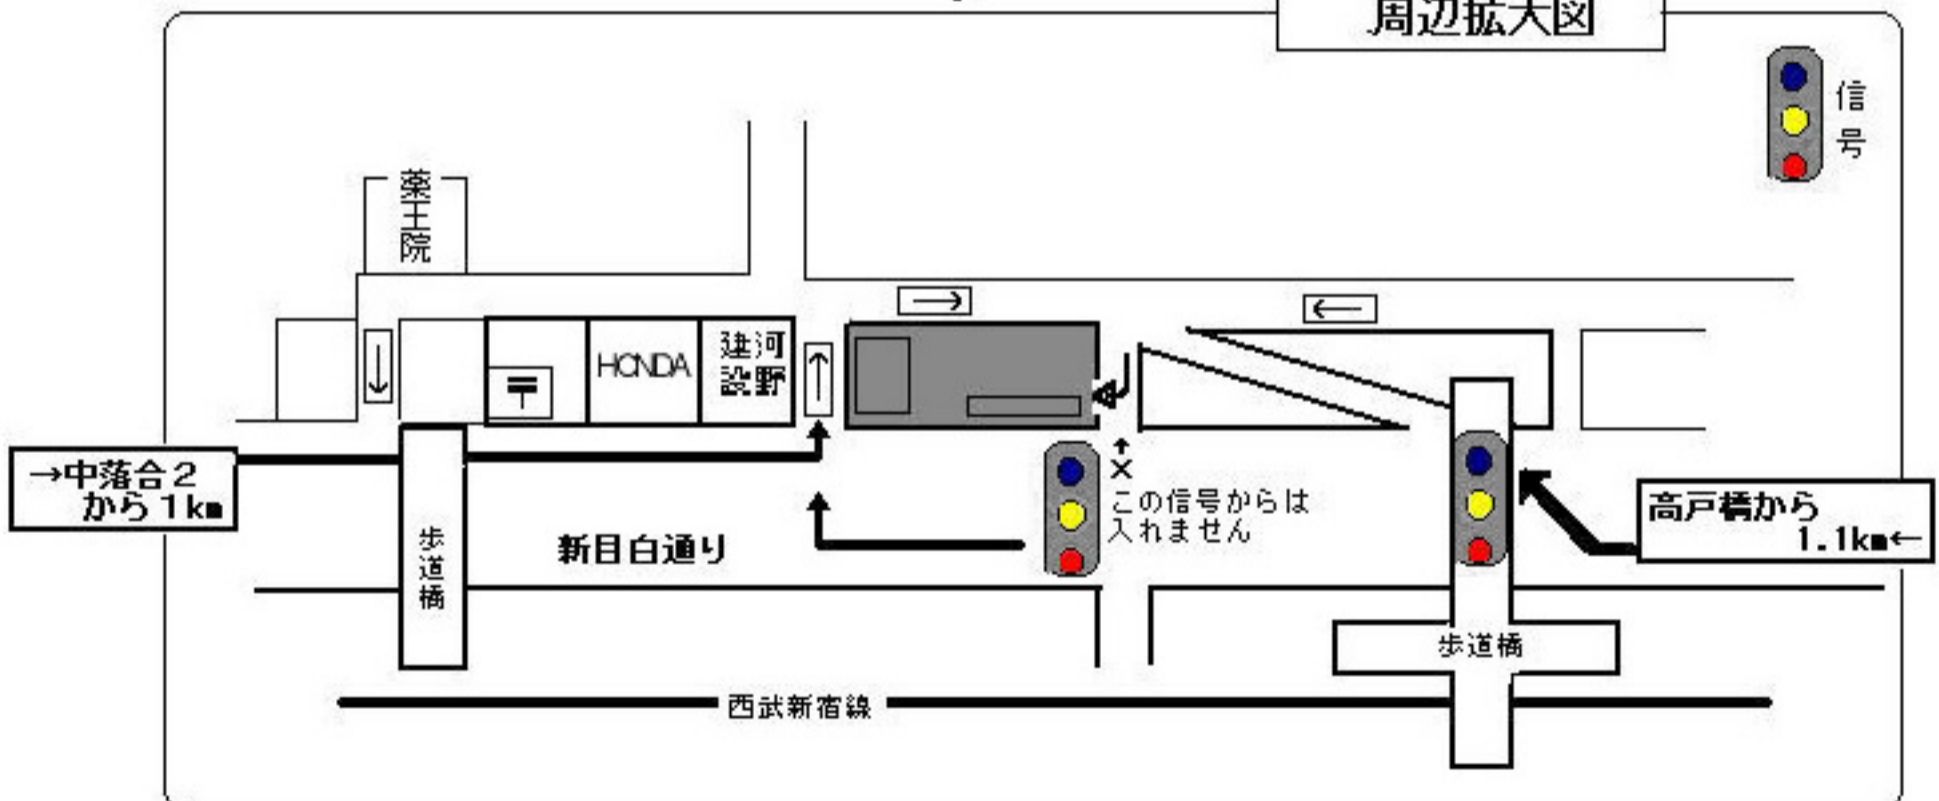 周辺拡大図
信号
薬王院
→
←
↓
〒
HONDA
河野
建設
↑
→中落合2
から1km
歩道橋
新目白通り
×
この信号からは
入れません
高戸橋から
1.1km←
歩道橋
西武新宿線